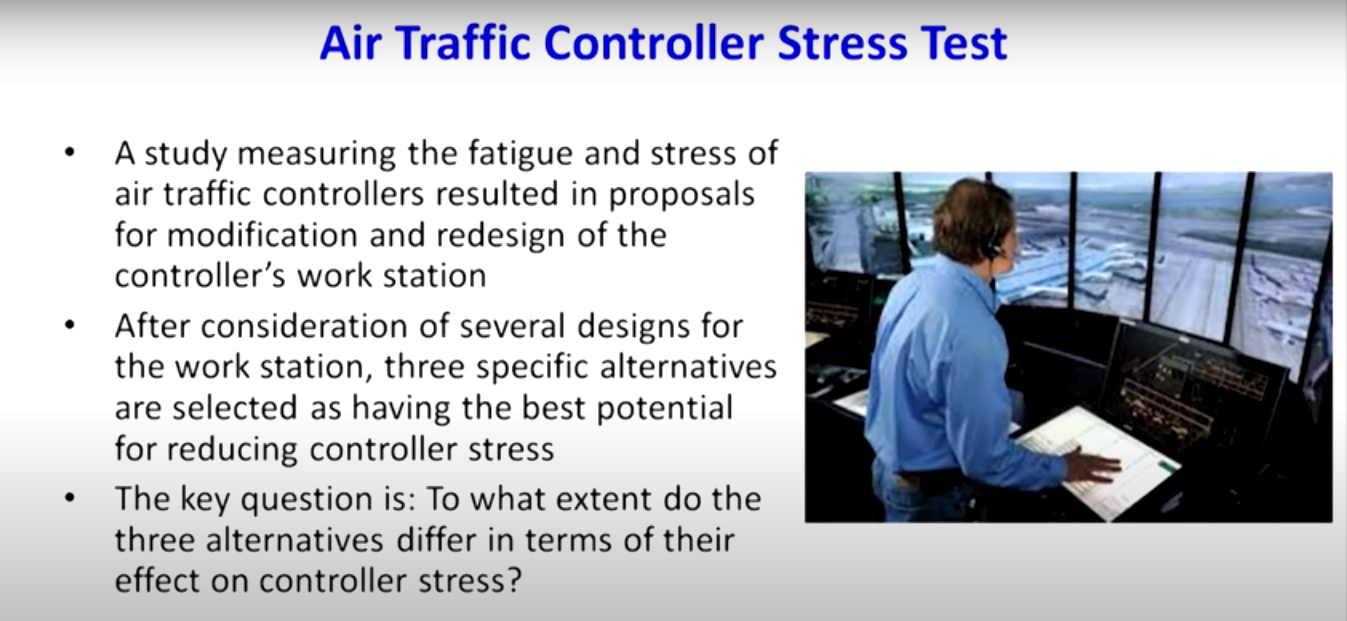 Air Traffic Controller Stress Test
• A study measuring the fatigue and stress of
air traffic controllers resulted in proposals
for modification and redesign of the
controller's work station
• After consideration of several designs for
the work station, three specific alternatives
are selected as having the best potential
for reducing controller stress
• The key question is: To what extent do the
three alternatives differ in terms of their
effect on controller stress?